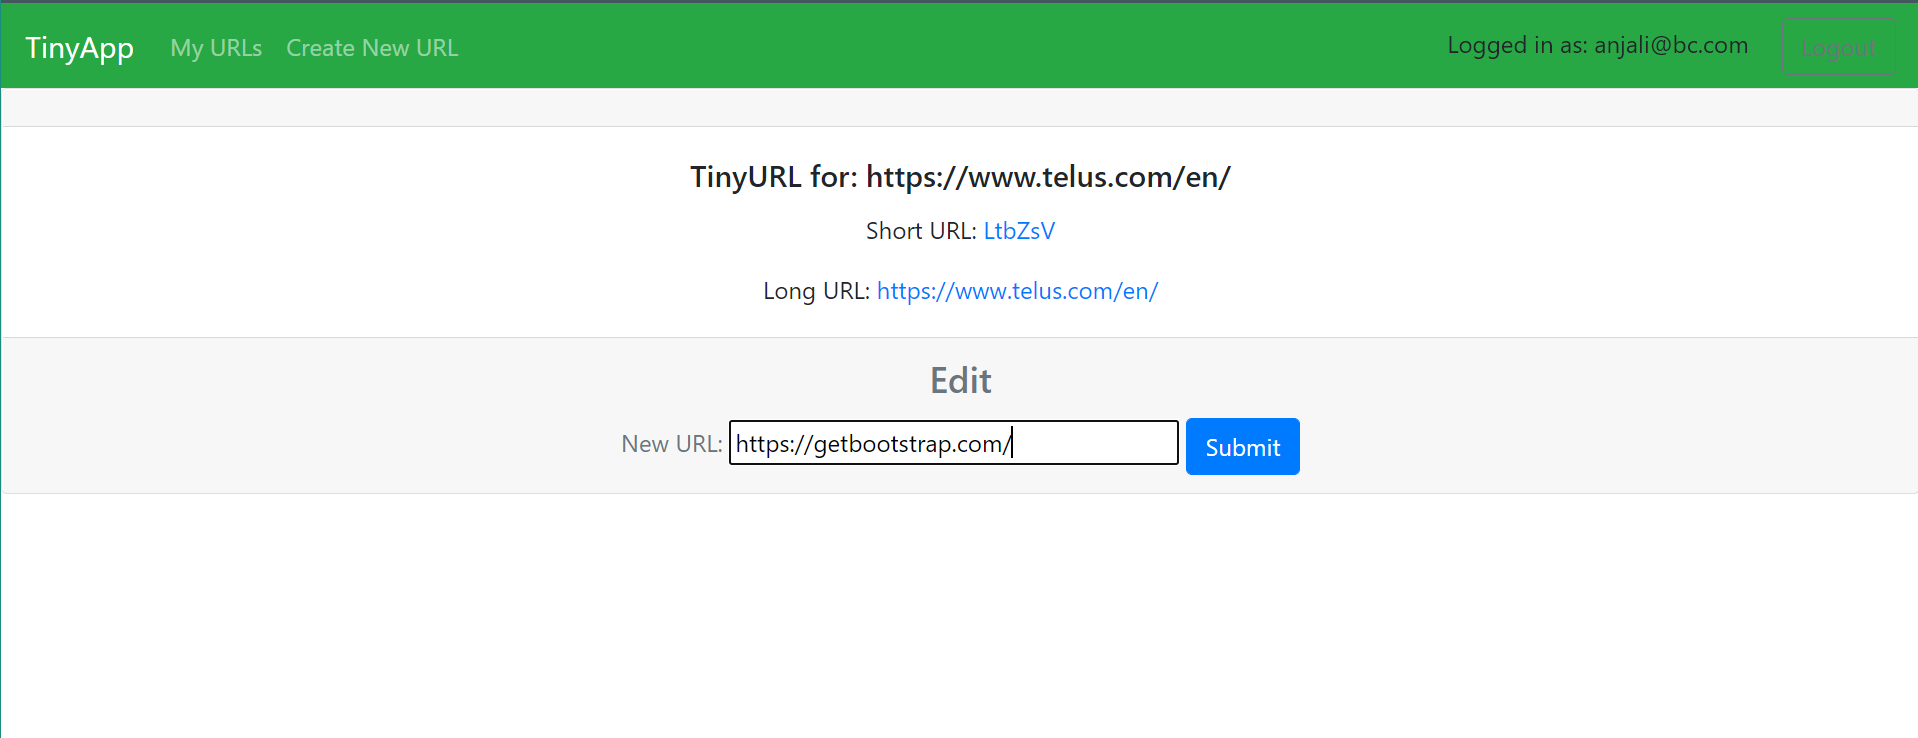 TinyApp My URLs Create New URL Logged in as: anjali@bc.com Logout
TinyURL for: https://www.telus.com/en/
Short URL: LtbZsV
Long URL: https://www.telus.com/en/
Edit
New URL: https://getbootstrap.com/ Submit